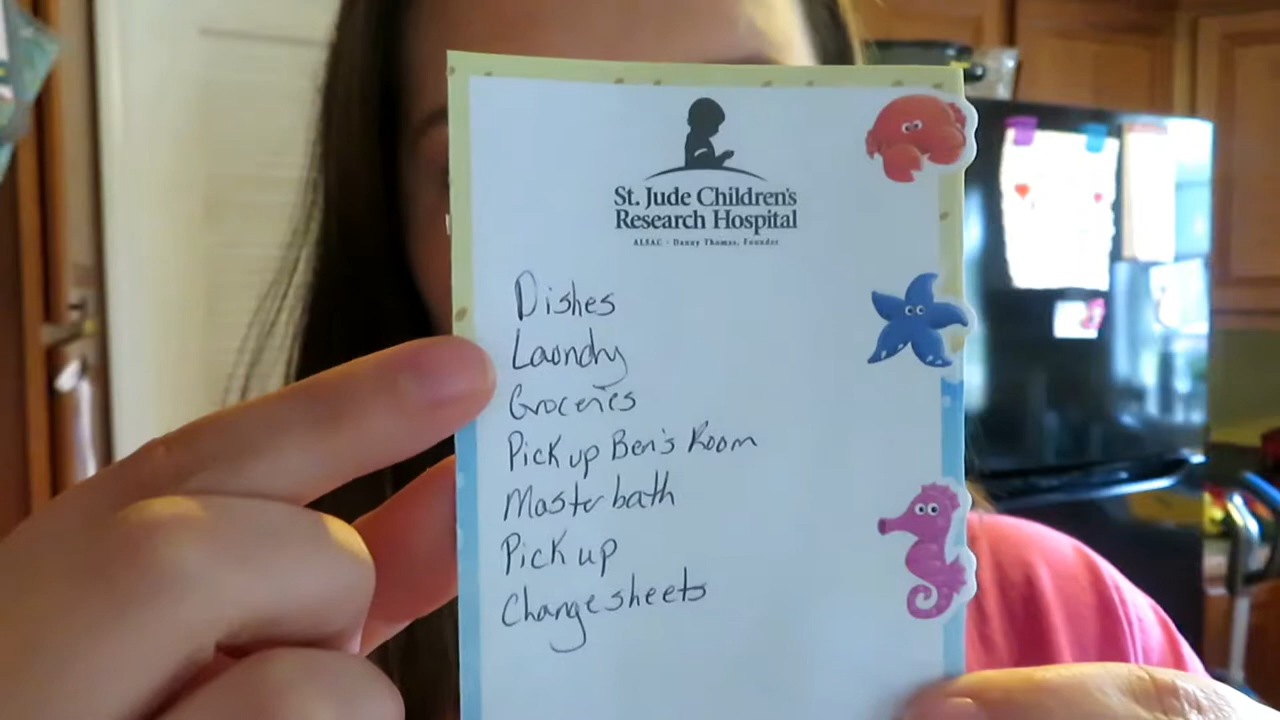 St. Jude Children's
Research Hospital
ALSAC · Danny Thomas, Founder
Dishes
Laundry
Groceries
Pick up Ben's Room
Master bath
Pick up
Change sheets